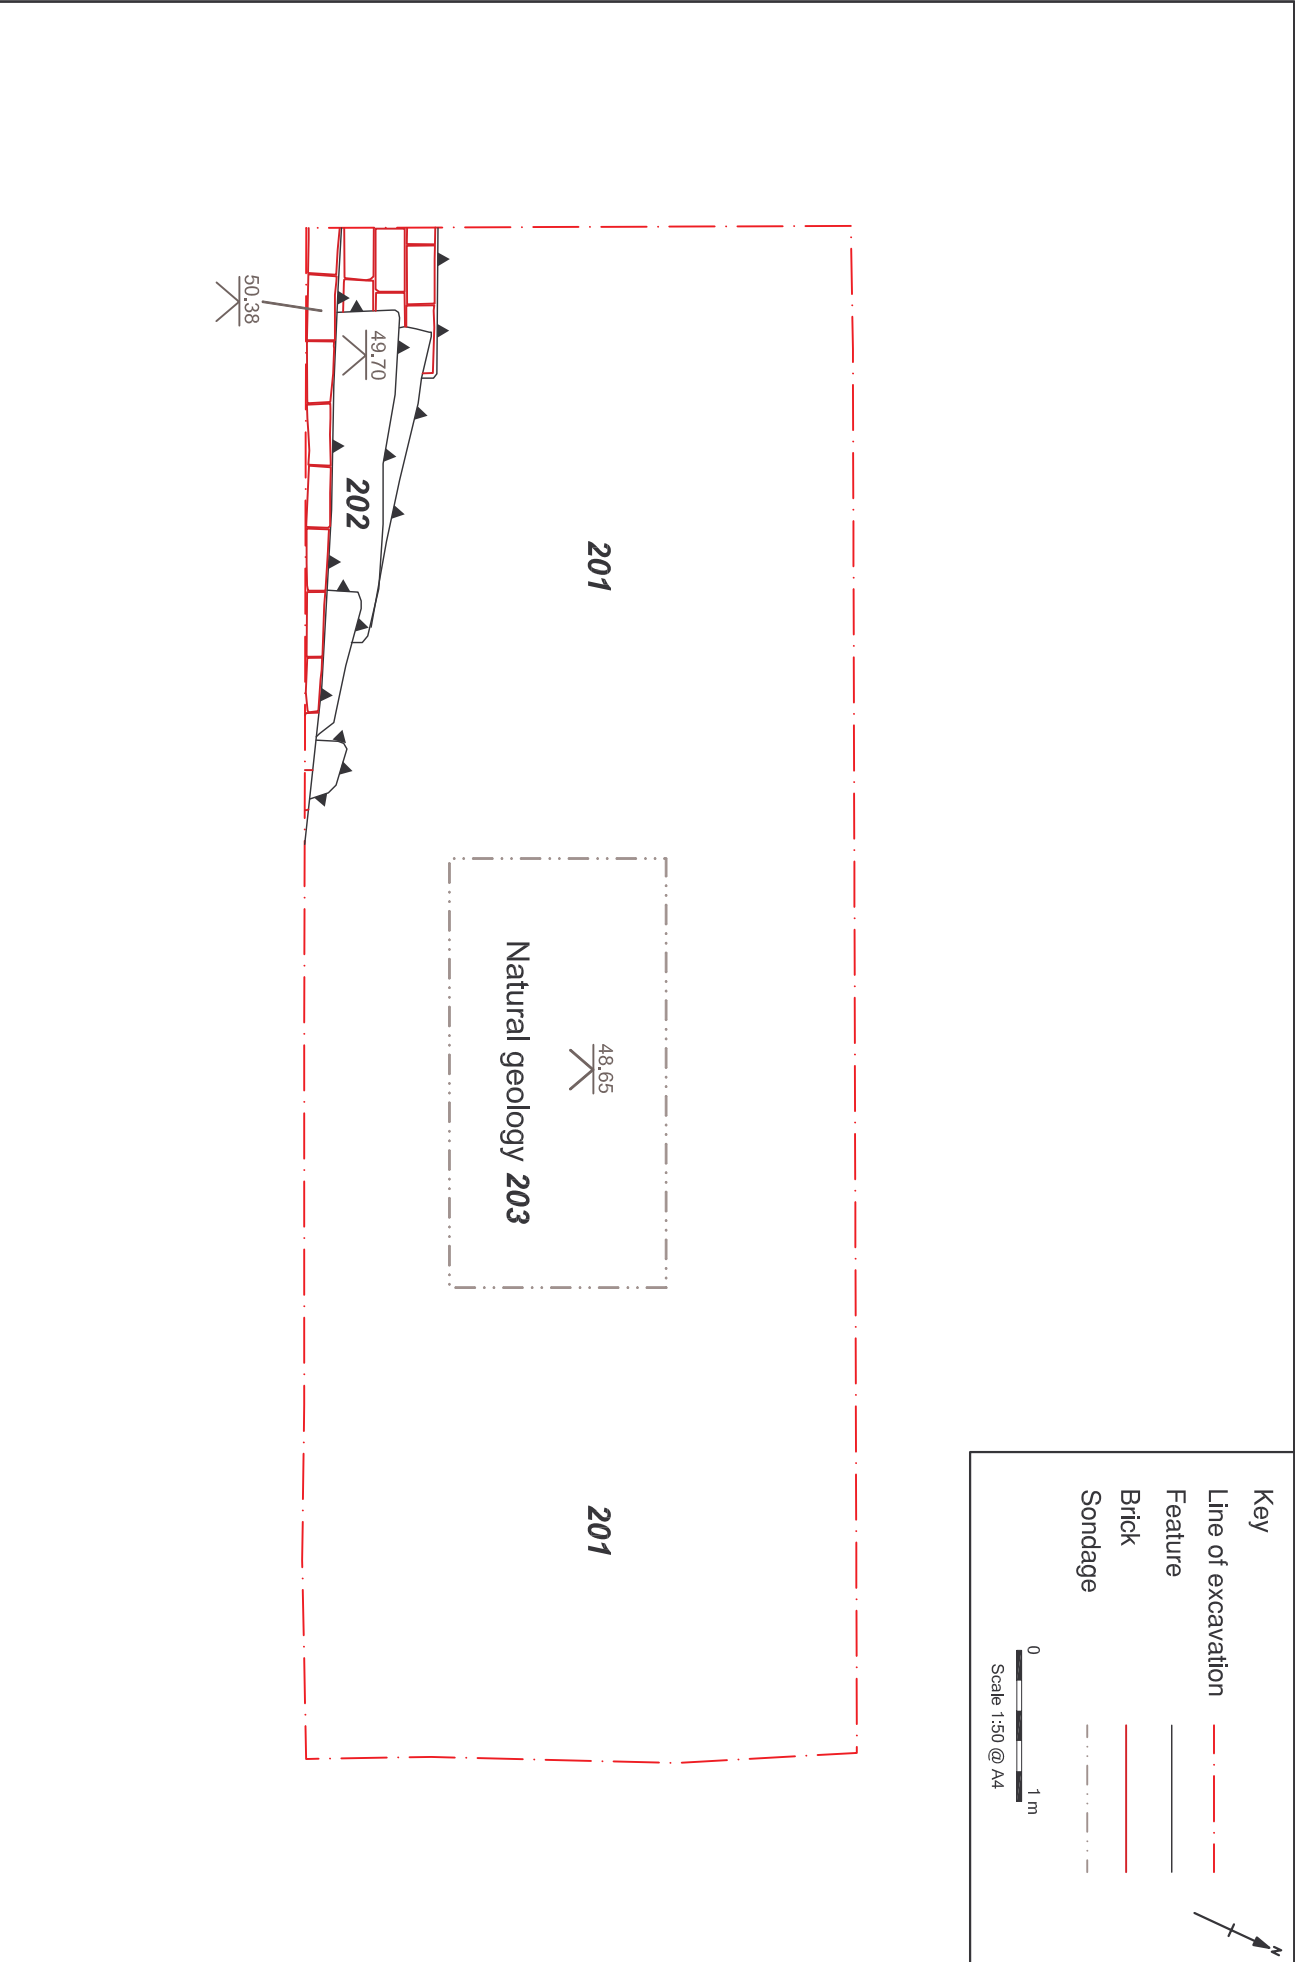 Key
Line of excavation
Feature
Brick
Sondage
0 1 m
Scale 1:50 @ A4
N
201
201
48.65
Natural geology 203
49.70
202
50.38